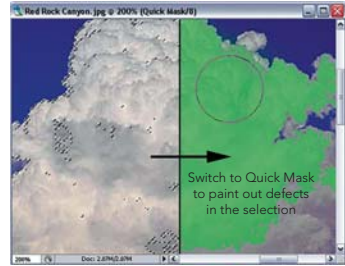 Red Rock Canyon.jpg @ 200% (Quick Mask/8)
Switch to Quick Mask
to paint out defects
in the selection
200%
Doc: 2.67M/2.67M